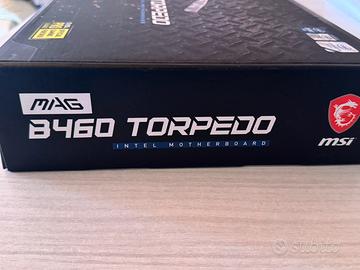 MAG
B460 TORPEDO
INTEL MOTHERBOARD
msi
subito